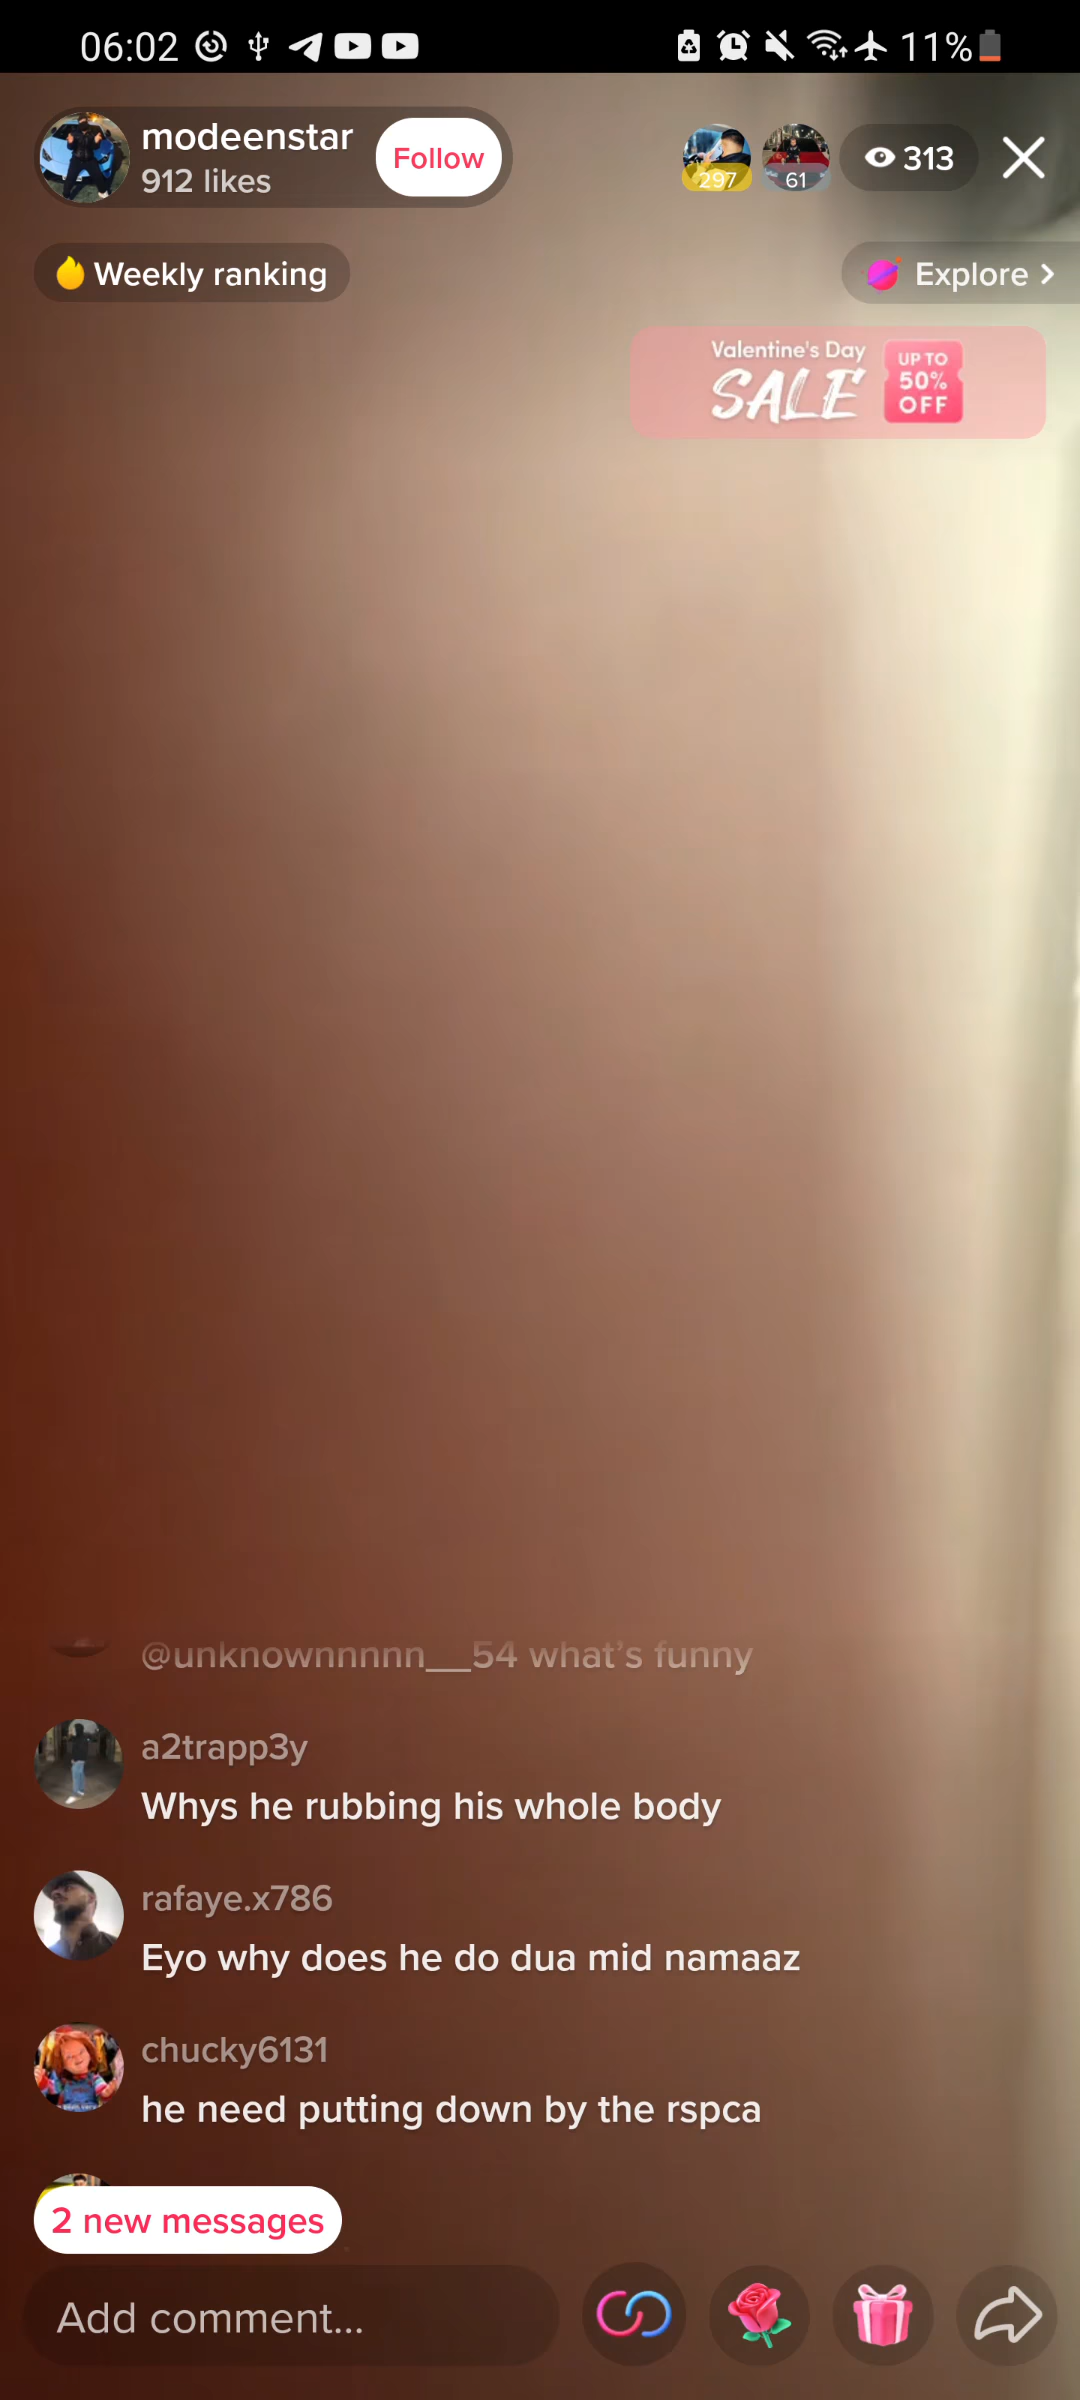 06:02
11%
modeenstar
912 likes
Follow
297
61
313
Weekly ranking
Explore
Valentine's Day
SALE
UP TO
50%
OFF
@unknownnnnn__54 what's funny
a2trapp3y
Whys he rubbing his whole body
rafaye.x786
Eyo why does he do dua mid namaaz
chucky6131
he need putting down by the rspca
2 new messages
Add comment...